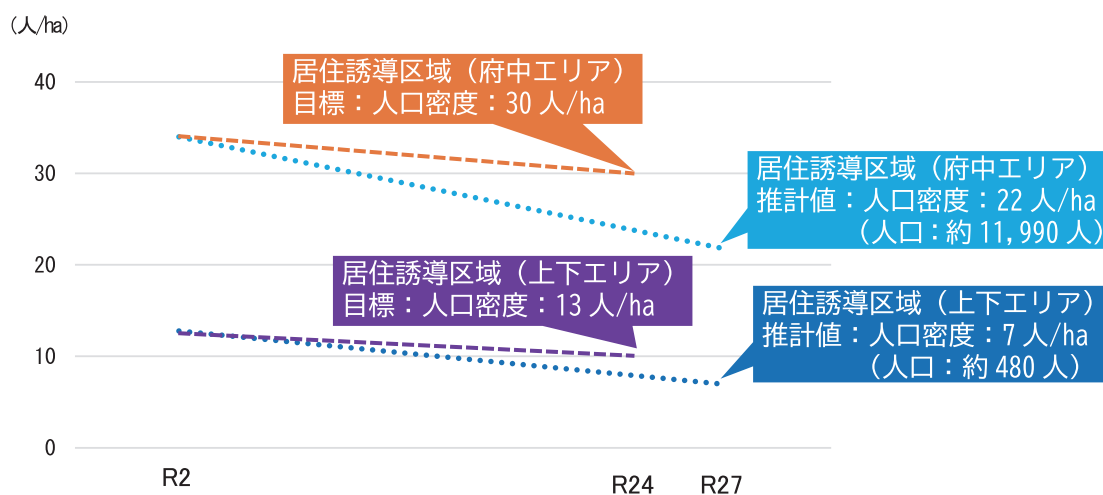 (人/ha)
40
30
20
10
0
居住誘導区域（府中エリア）
目標：人口密度：30 人/ha
居住誘導区域（府中エリア）
推計値：人口密度：22 人/ha
（人口：約 11,990 人）
居住誘導区域（上下エリア）
目標：人口密度：13 人/ha
居住誘導区域（上下エリア）
推計値：人口密度：7 人/ha
（人口：約 480 人）
R2
R24
R27